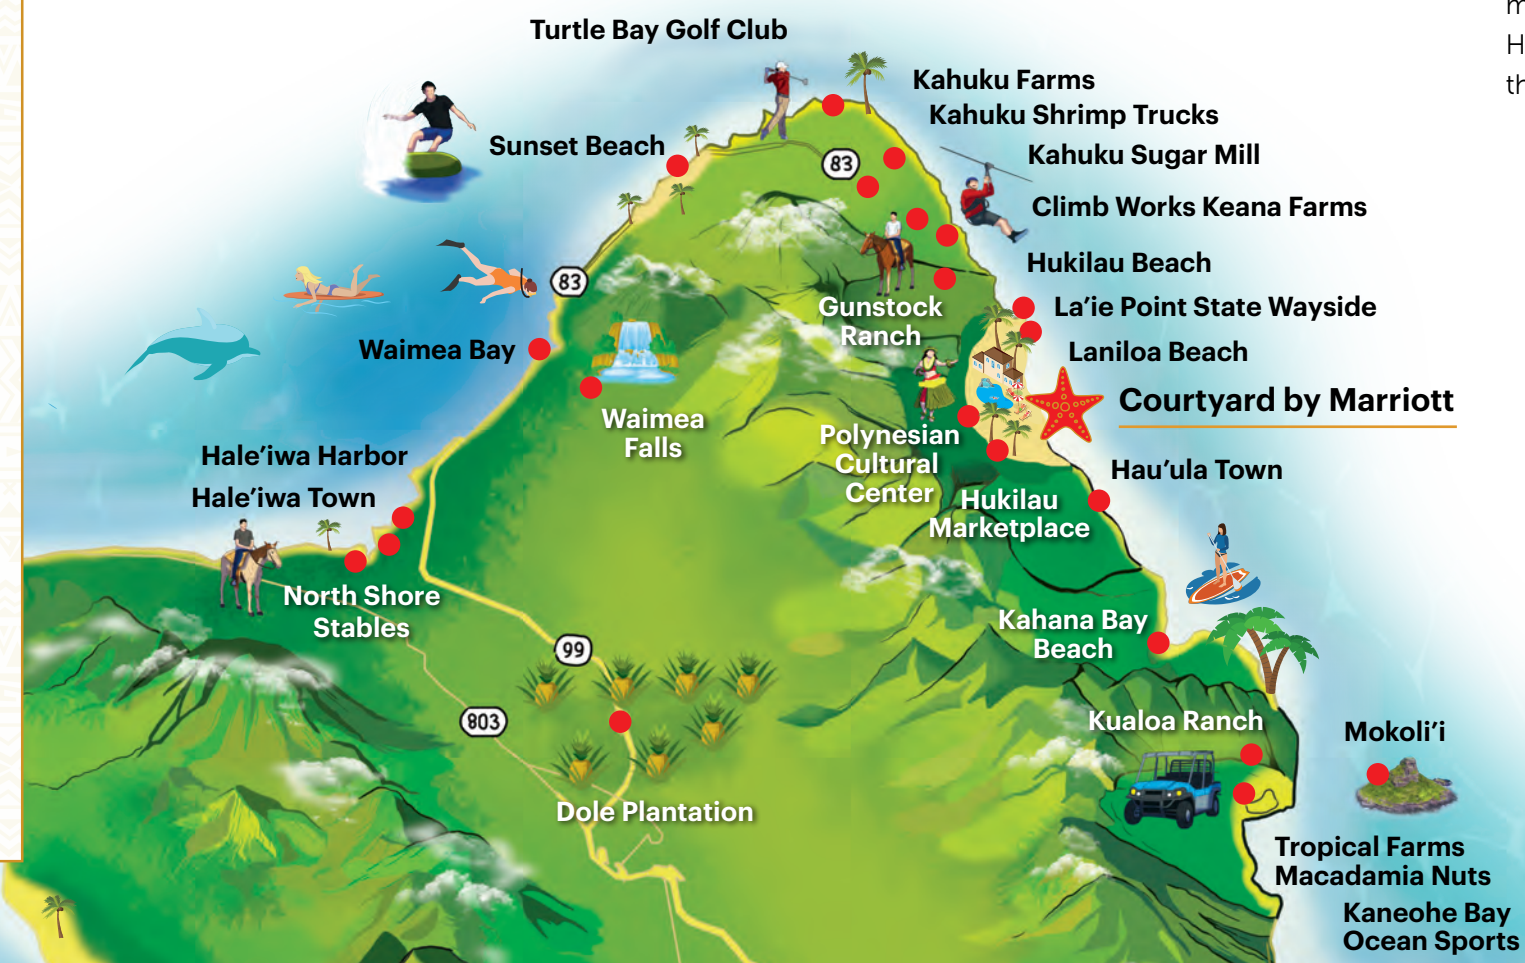 m
H
th
Turtle Bay Golf Club
Kahuku Farms
Kahuku Shrimp Trucks
Sunset Beach
83
Kahuku Sugar Mill
Climb Works Keana Farms
Hukilau Beach
83
Gunstock
Ranch
La'ie Point State Wayside
Waimea Bay
Laniloa Beach
Courtyard by Marriott
Waimea
Falls
Polynesian
Cultural
Center
Hale'iwa Harbor
Hale'iwa Town
Hau'ula Town
Hukilau
Marketplace
North Shore
Stables
Kahana Bay
Beach
99
803
Kualoa Ranch
Mokoli'i
Dole Plantation
Tropical Farms
Macadamia Nuts
Kaneohe Bay
Ocean Sports